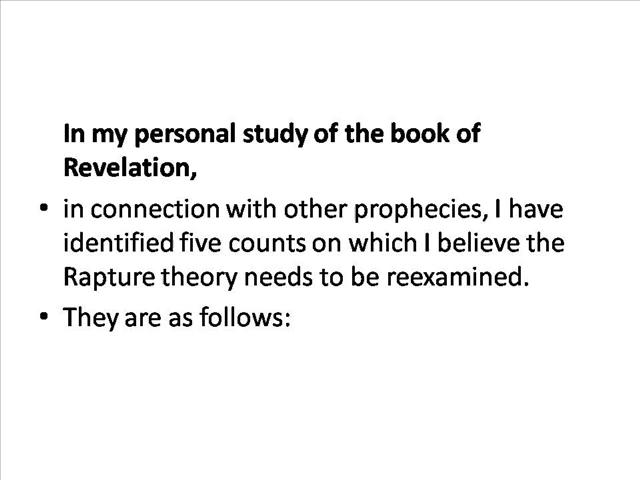 In my personal study of the book of
Revelation,
• in connection with other prophecies, I have
identified five counts on which I believe the
Rapture theory needs to be reexamined.
• They are as follows: